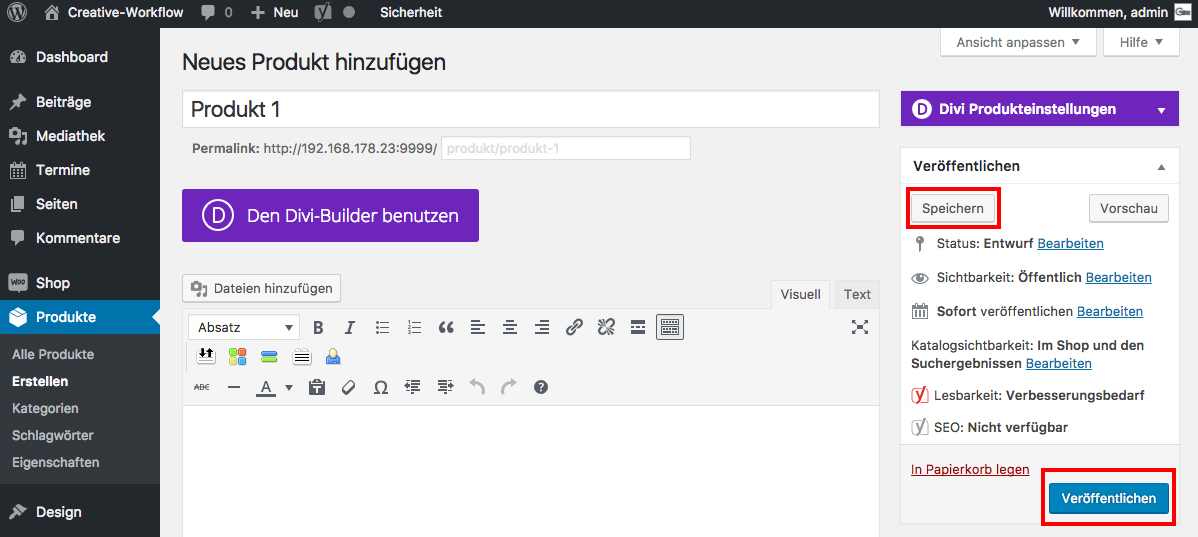 Creative-Workflow 0 Neu Sicherheit Willkommen, admin
Ansicht anpassen Hilfe
Dashboard
Beiträge
Mediathek
Termine
Seiten
Kommentare
WOO Shop
Produkte
Alle Produkte
Erstellen
Kategorien
Schlagwörter
Eigenschaften
Design
Neues Produkt hinzufügen
Produkt 1
Permalink: http://192.168.178.23:9999/ produkt/produkt-1
D Den Divi-Builder benutzen
Dateien hinzufügen
Visuell Text
Absatz B I
ABC A
D Divi Produkteinstellungen
Veröffentlichen
Speichern Vorschau
Status: Entwurf Bearbeiten
Sichtbarkeit: Öffentlich Bearbeiten
Sofort veröffentlichen Bearbeiten
Katalogsichtbarkeit: Im Shop und den
Suchergebnissen Bearbeiten
Lesbarkeit: Verbesserungsbedarf
SEO: Nicht verfügbar
In Papierkorb legen
Veröffentlichen